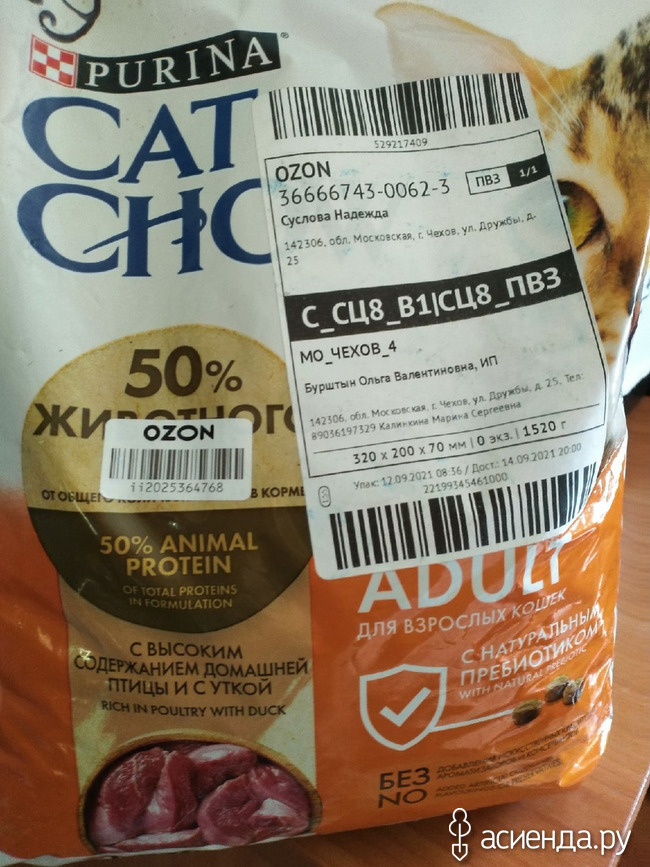 PURINA
CAT
CHO
529217409
OZON
36666743-0062-3
ПВЗ 1/1
Суслова Надежда
142306, обл. Московская, г. Чехов, ул. Дружбы, д.
25
С_СЦ8_В1|СЦ8_ПВЗ
МО_ЧЕХОВ_4
Бурштын Ольга Валентиновна, ИП
142306, обл. Московская, г. Чехов, ул. Дружбы, д. 25, Тел:
89036197329 Калинкина Марина Сергеевна
320 x 200 x 70 мм | 0 экз. | 1520 г
Упак: 12.09.2021 08:36 / Дост: 14.09.2021 20:00
22199345461000
50%
ЖИВОТНОГ
OZON
ii2025364768
ОТ ОБЩЕГО В КОРМЕ
50% ANIMAL
PROTEIN
OF TOTAL PROTEINS
IN FORMULATION
С ВЫСОКИМ
СОДЕРЖАНИЕМ ДОМАШНЕЙ
ПТИЦЫ И С УТКОЙ
RICH IN POULTRY WITH DUCK
ADULT
ДЛЯ ВЗРОСЛЫХ КОШЕК
С НАТУРАЛЬНЫМ
ПРЕБИОТИКОМ
WITH NATURAL PREBIOTIC
БЕЗ
NO
асиенда.ру